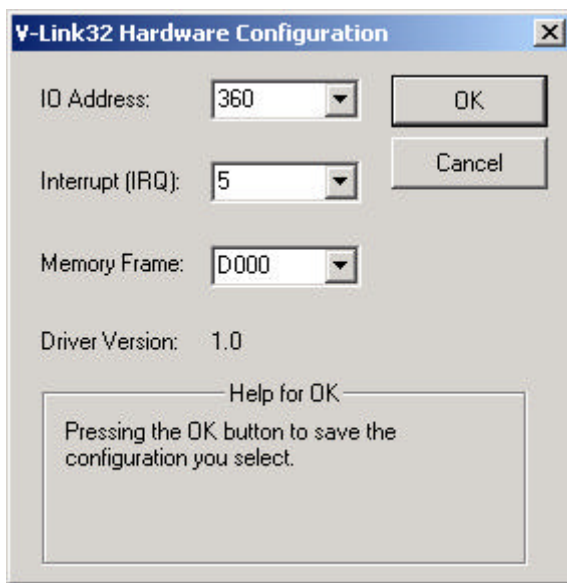 V-Link32 Hardware Configuration
IO Address: 360 OK
Cancel
Interrupt (IRQ): 5
Memory Frame: D000
Driver Version: 1.0
Help for OK
Pressing the OK button to save the
configuration you select.